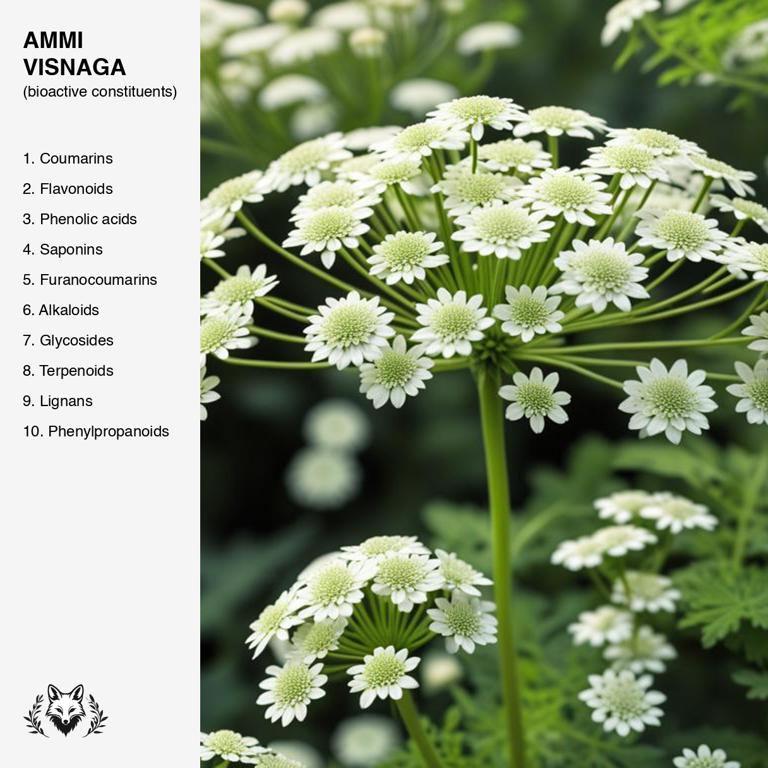 AMMI
VISNAGA
(bioactive constituents)
1. Coumarins
2. Flavonoids
3. Phenolic acids
4. Saponins
5. Furanocoumarins
6. Alkaloids
7. Glycosides
8. Terpenoids
9. Lignans
10. Phenylpropanoids